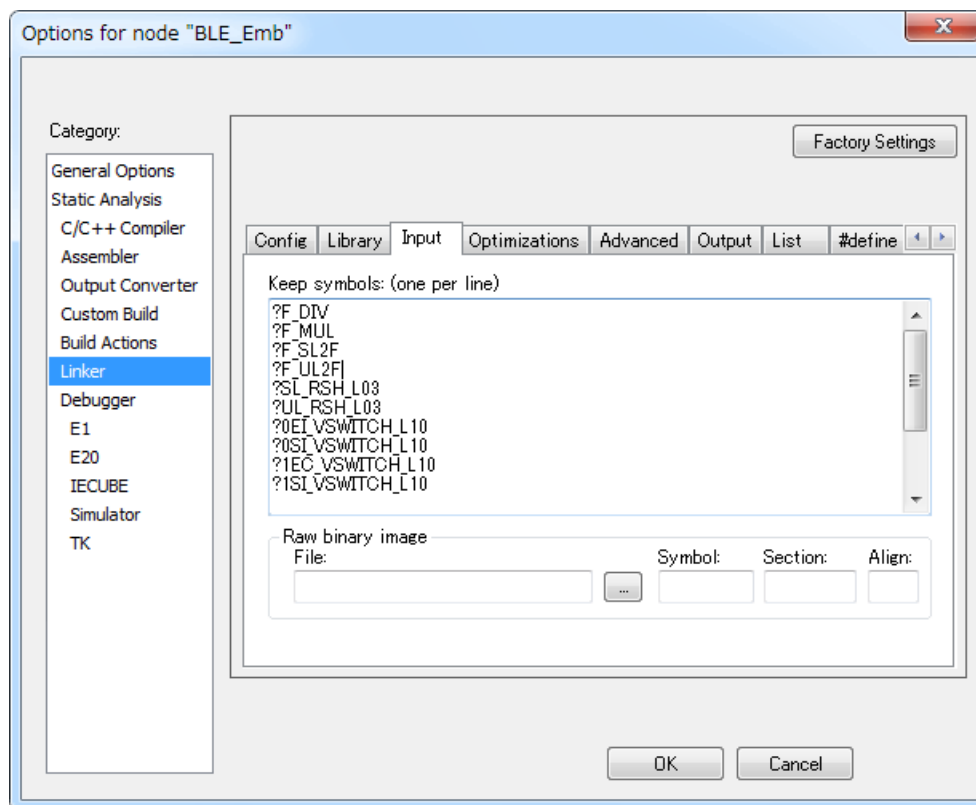 Options for node "BLE_Emb"
Category:
General Options
Static Analysis
C/C++ Compiler
Assembler
Output Converter
Custom Build
Build Actions
Linker
Debugger
E1
E20
IECUBE
Simulator
TK
Factory Settings
Config Library Input Optimizations Advanced Output List #define
Keep symbols: (one per line)
?F_DIV
?F_MUL
?F_SL2F
?F_UL2F
?SL_RSH_L03
?UL_RSH_L03
?0EI_VSWITCH_L10
?0SI_VSWITCH_L10
?1EC_VSWITCH_L10
?1SI_VSWITCH_L10
Raw binary image
File: Symbol: Section: Align:
...
OK Cancel